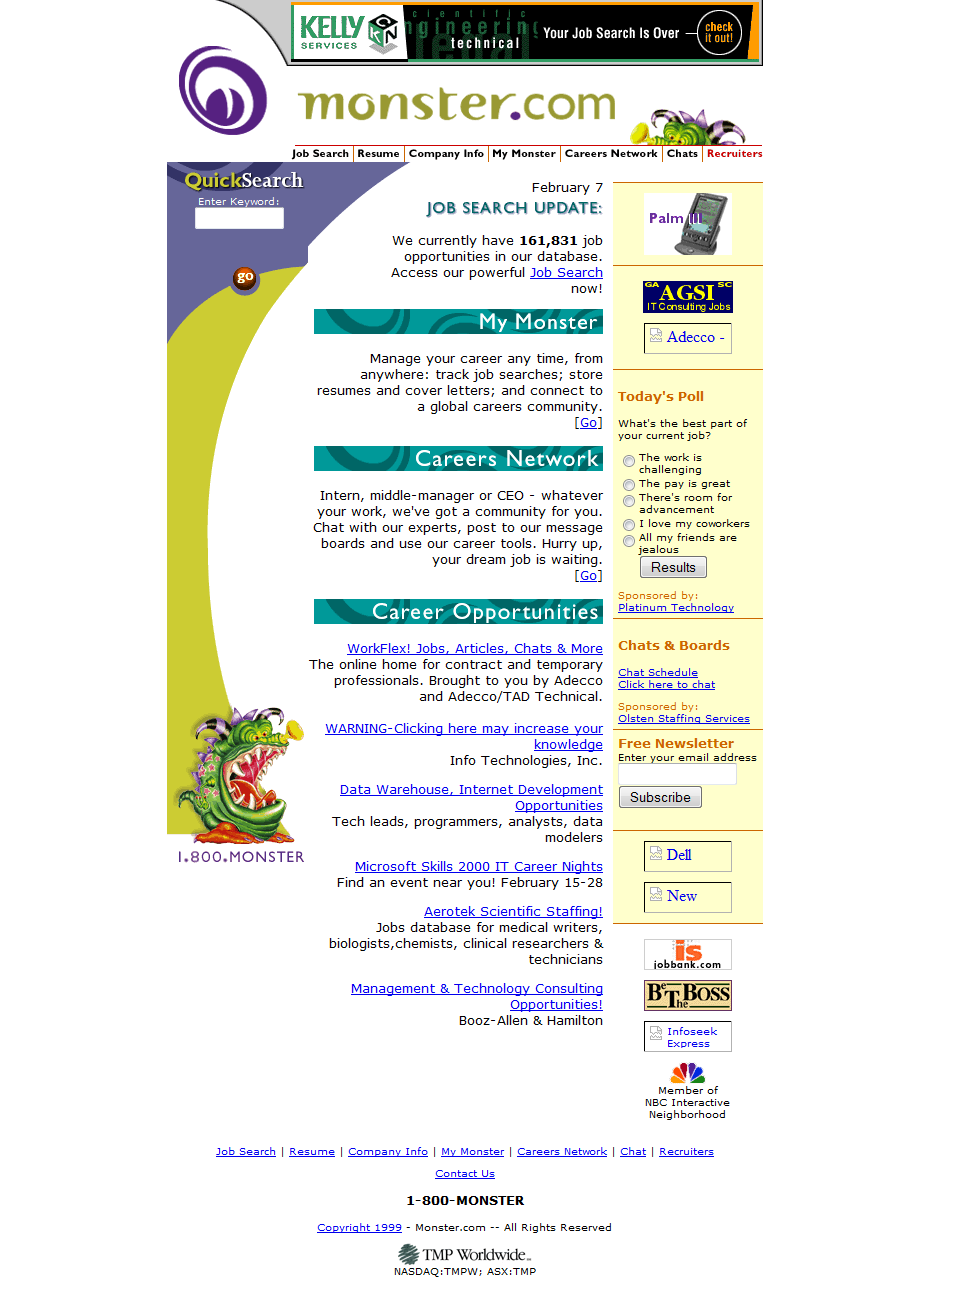 KELLY
SERVICES
scientific
engineering
technical
Your Job Search Is Over
check
it out!
monster.com
Job Search
Resume
Company Info
My Monster
Careers Network
Chats
Recruiters
QuickSearch
Enter Keyword:
go
February 7
JOB SEARCH UPDATE:
We currently have 161,831 job
opportunities in our database.
Access our powerful Job Search
now!
My Monster
Manage your career any time, from
anywhere: track job searches; store
resumes and cover letters; and connect to
a global careers community.
[Go]
Careers Network
Intern, middle-manager or CEO - whatever
your work, we've got a community for you.
Chat with our experts, post to our message
boards and use our career tools. Hurry up,
your dream job is waiting.
[Go]
Career Opportunities
WorkFlex! Jobs, Articles, Chats & More
The online home for contract and temporary
professionals. Brought to you by Adecco
and Adecco/TAD Technical.
WARNING-Clicking here may increase your
knowledge
Info Technologies, Inc.
Data Warehouse, Internet Development
Opportunities
Tech leads, programmers, analysts, data
modelers
Microsoft Skills 2000 IT Career Nights
Find an event near you! February 15-28
Aerotek Scientific Staffing!
Jobs database for medical writers,
biologists,chemists, clinical researchers &
technicians
Management & Technology Consulting
Opportunities!
Booz-Allen & Hamilton
1.800.MONSTER
Palm III
GA AGSI SC
IT Consulting Jobs
Adecco -
Today's Poll
What's the best part of
your current job?
The work is
challenging
The pay is great
There's room for
advancement
I love my coworkers
All my friends are
jealous
Results
Sponsored by:
Platinum Technology
Chats & Boards
Chat Schedule
Click here to chat
Sponsored by:
Olsten Staffing Services
Free Newsletter
Enter your email address
Subscribe
Dell
New
is
jobbank.com
Be The Boss
Infoseek
Express
Member of
NBC Interactive
Neighborhood
Job Search | Resume | Company Info | My Monster | Careers Network | Chat | Recruiters
Contact Us
1-800-MONSTER
Copyright 1999 - Monster.com -- All Rights Reserved
TMP Worldwide
NASDAQ:TMPW; ASX:TMP